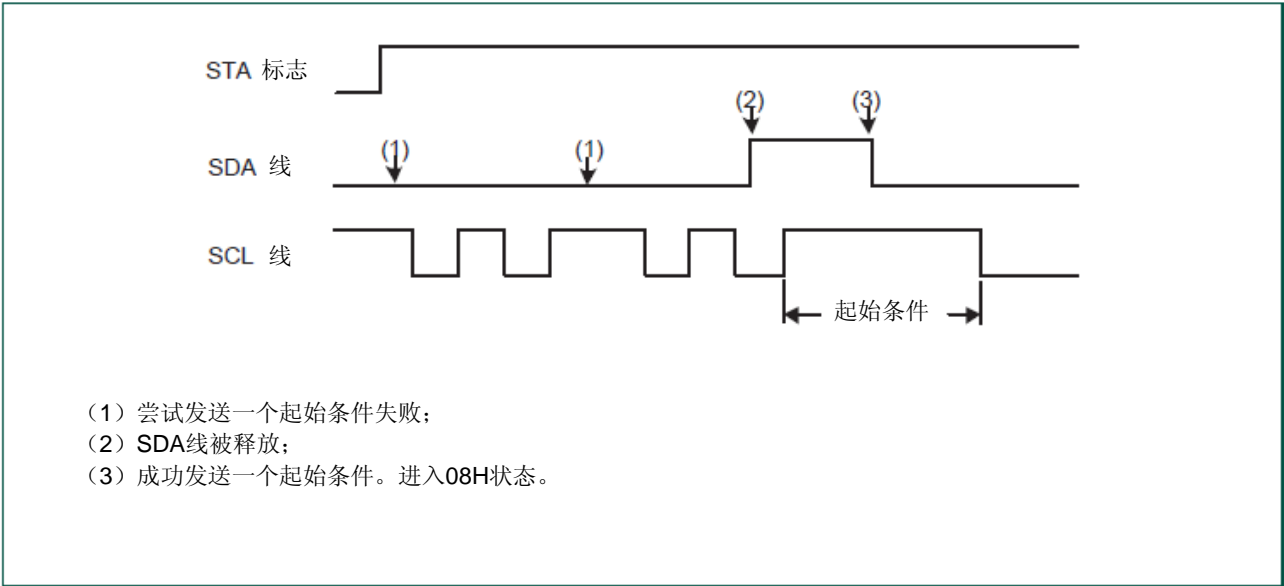 STA 标志
(2)
(3)
SDA 线
(1)
(1)
SCL 线
起始条件
（1）尝试发送一个起始条件失败；
（2）SDA线被释放；
（3）成功发送一个起始条件。进入08H状态。